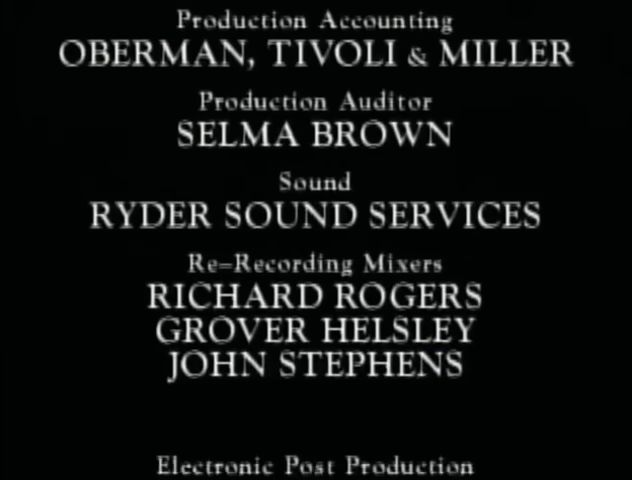 Production Accounting
OBERMAN, TIVOLI & MILLER
Production Auditor
SELMA BROWN
Sound
RYDER SOUND SERVICES
Re-Recording Mixers
RICHARD ROGERS
GROVER HELSLEY
JOHN STEPHENS
Electronic Post Production